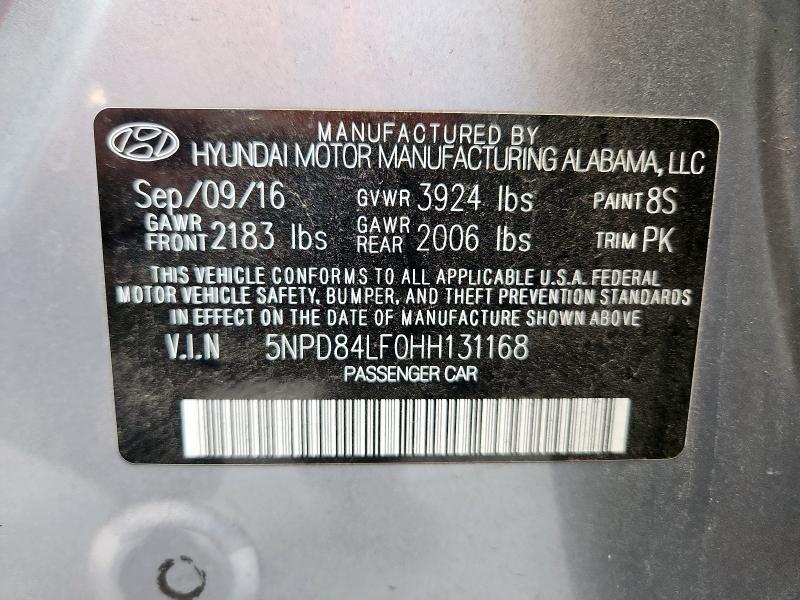 MANUFACTURED BY
HYUNDAI MOTOR MANUFACTURING ALABAMA, LLC
Sep/09/16 GVWR 3924 lbs PAINT 8S
GAWR FRONT 2183 lbs GAWR REAR 2006 lbs TRIM PK
THIS VEHICLE CONFORMS TO ALL APPLICABLE U.S.A. FEDERAL
MOTOR VEHICLE SAFETY, BUMPER, AND THEFT PREVENTION STANDARDS
IN EFFECT ON THE DATE OF MANUFACTURE SHOWN ABOVE
V.I.N 5NPD84LF0HH131168
PASSENGER CAR